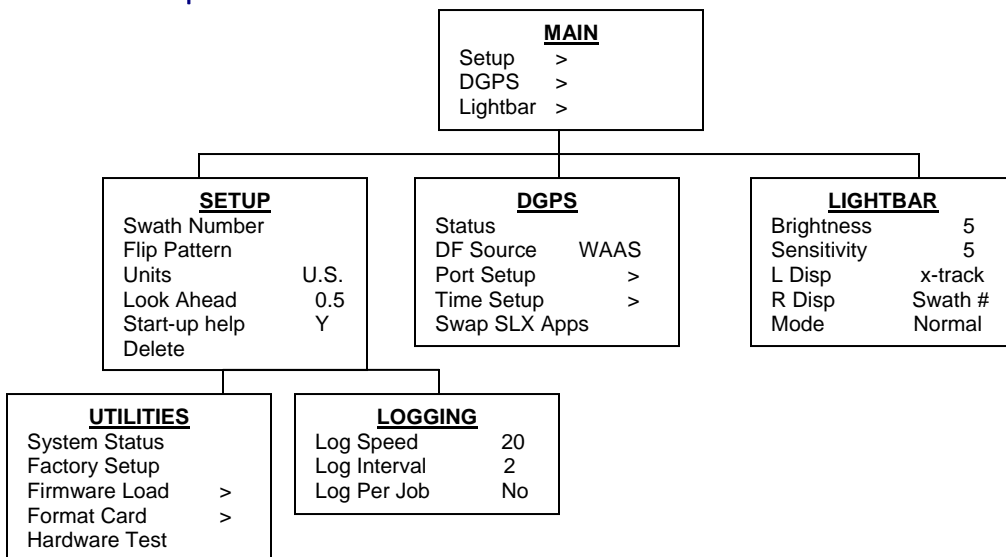 MAIN
Setup >
DGPS >
Lightbar >
SETUP
Swath Number
Flip Pattern
Units U.S.
Look Ahead 0.5
Start-up help Y
Delete
DGPS
Status
DF Source WAAS
Port Setup >
Time Setup >
Swap SLX Apps
LIGHTBAR
Brightness 5
Sensitivity 5
L Disp x-track
R Disp Swath #
Mode Normal
UTILITIES
System Status
Factory Setup
Firmware Load >
Format Card >
Hardware Test
LOGGING
Log Speed 20
Log Interval 2
Log Per Job No